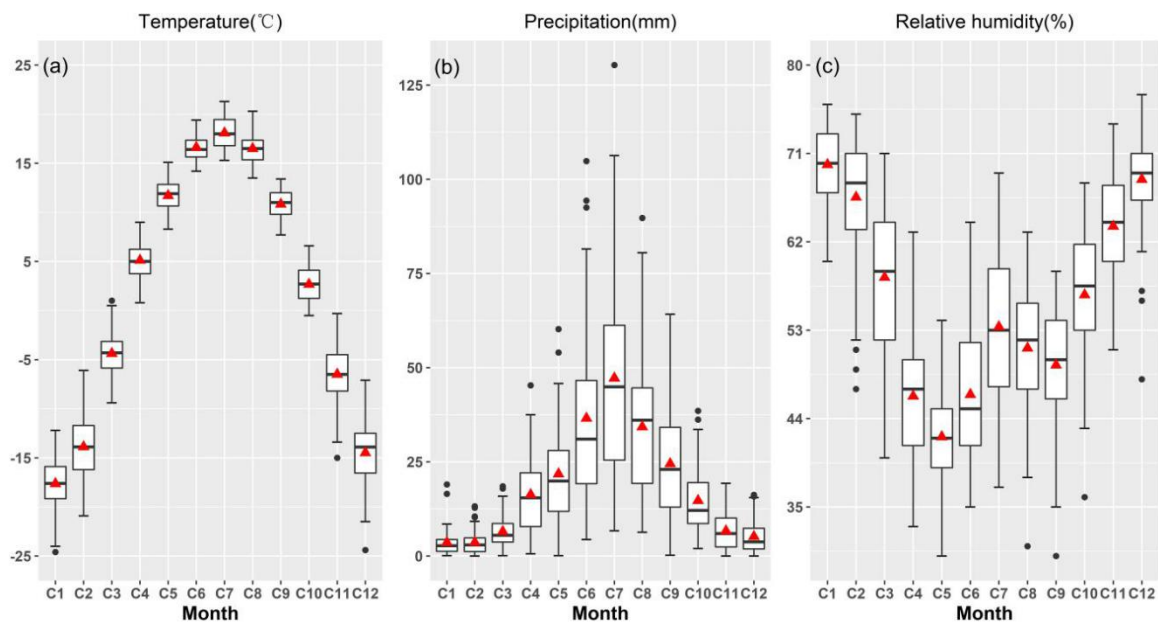 Temperature(℃)
Precipitation(mm)
Relative humidity(%)
(a)
(b)
(c)
25
15
5
-5
-15
-25
125
100
75
50
25
0
80
71
62
53
44
35
C1 C2 C3 C4 C5 C6 C7 C8 C9 C10 C11 C12
C1 C2 C3 C4 C5 C6 C7 C8 C9 C10 C11 C12
C1 C2 C3 C4 C5 C6 C7 C8 C9 C10 C11 C12
Month
Month
Month